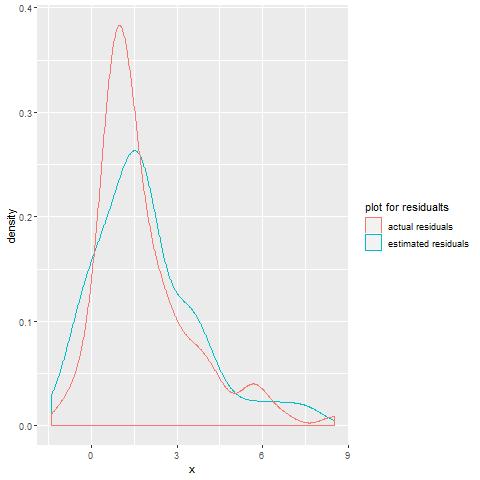 0.4
0.3
0.2
0.1
0.0
density
0
3
6
9
x
plot for residualts
actual residuals
estimated residuals